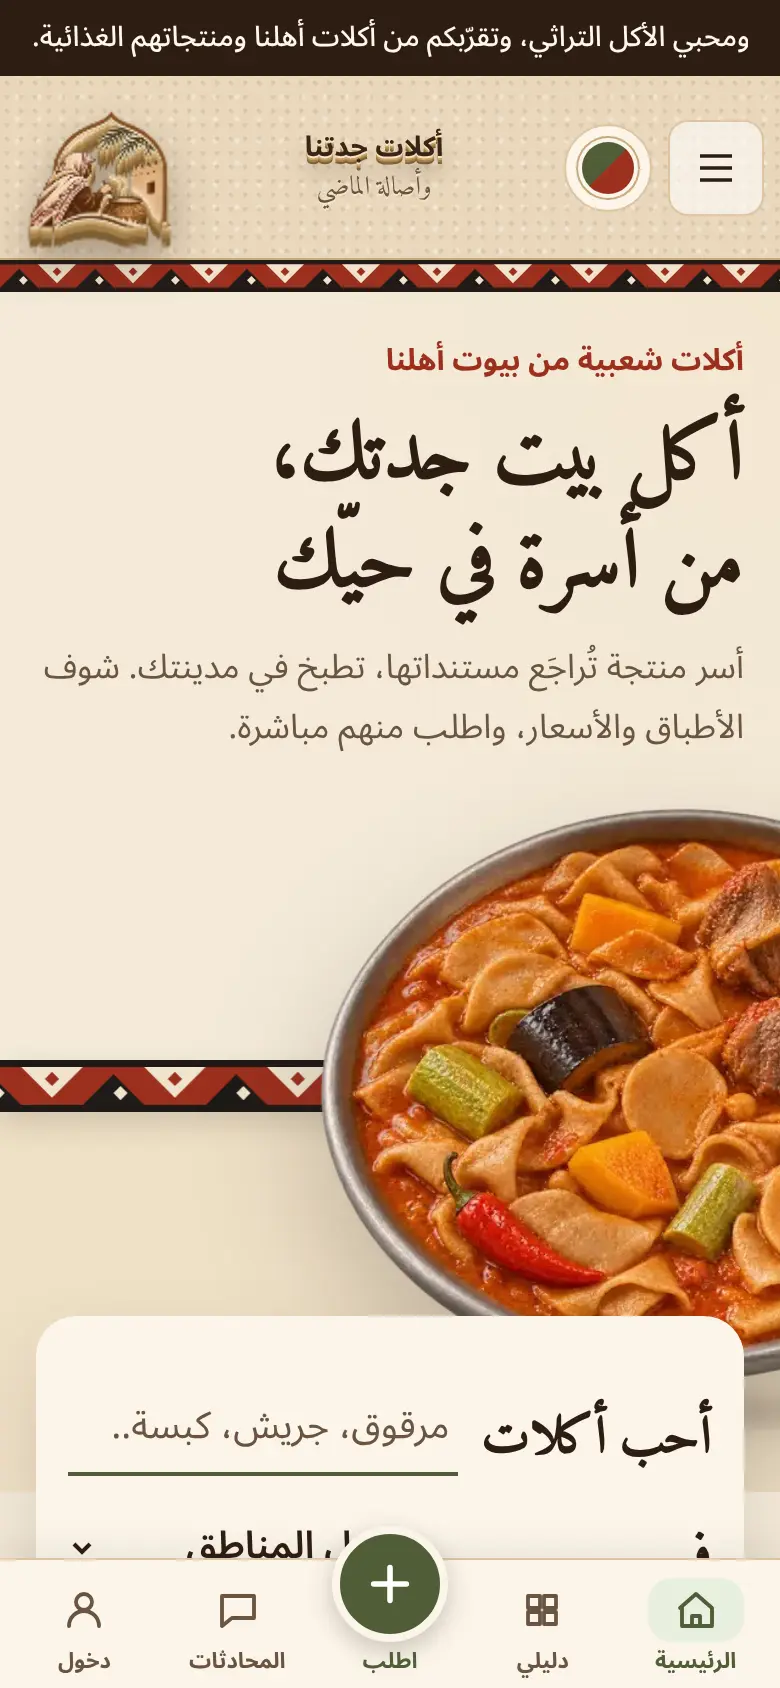 ومحبي الأكل التراثي، وتقرّبكم من أكلات أهلنا ومنتجاتهم الغذائية.
أكلات جدتنا
وأصالة الماضي
أكلات شعبية من بيوت أهلنا
أكل بيت جدتك،
من أسرة في حيّك
أسر منتجة تُراجَع مستنداتها، تطبخ في مدينتك. شوف
الأطباق والأسعار، واطلب منهم مباشرة.
أحب أكلات مرقوق، جريش، كبسة..
المناطق
الرئيسية
دليلي
اطلب
المحادثات
دخول